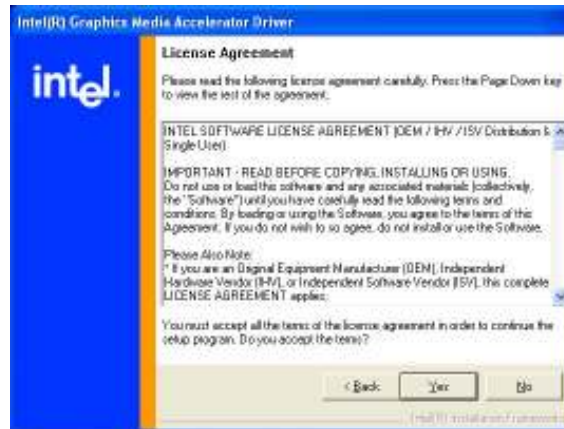 Intel(R) Graphics Media Accelerator Driver
intel.
License Agreement
Please read the following license agreement carefully. Press the Page Down key
to view the rest of the agreement.
INTEL SOFTWARE LICENSE AGREEMENT (OEM / IHV / ISV Distribution &
Single User)
IMPORTANT - READ BEFORE COPYING, INSTALLING OR USING.
Do not use or load this software and any associated materials (collectively,
the "Software") until you have carefully read the following terms and
conditions. By loading or using the Software, you agree to the terms of this
Agreement. If you do not wish to so agree, do not install or use the Software.
Please Also Note:
* If you are an Original Equipment Manufacturer (OEM), Independent
Hardware Vendor (IHV), or Independent Software Vendor (ISV), this complete
LICENSE AGREEMENT applies;
You must accept all the terms of the license agreement in order to continue the
setup program. Do you accept the terms?
< Back Yes No
Intel(R) Installation Framework